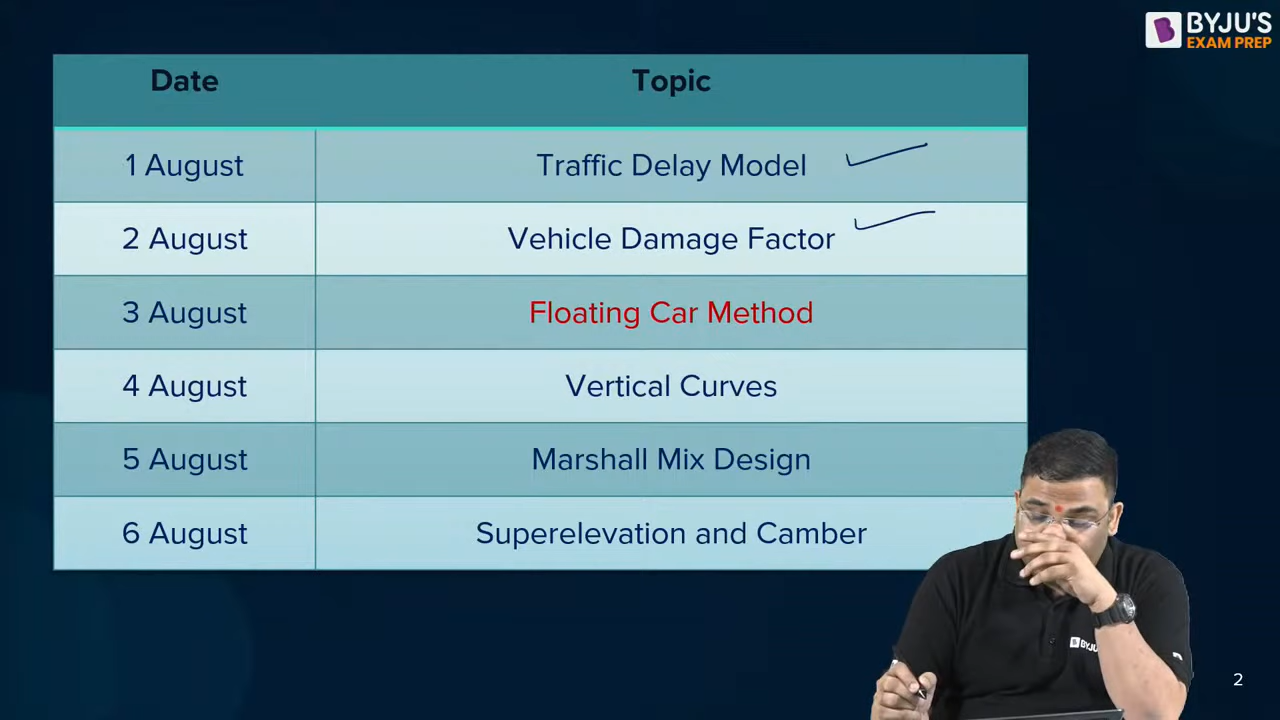 BYJU'S
EXAM PREP
Date Topic
1 August Traffic Delay Model
2 August Vehicle Damage Factor
3 August Floating Car Method
4 August Vertical Curves
5 August Marshall Mix Design
6 August Superelevation and Camber
BYJU'S
2